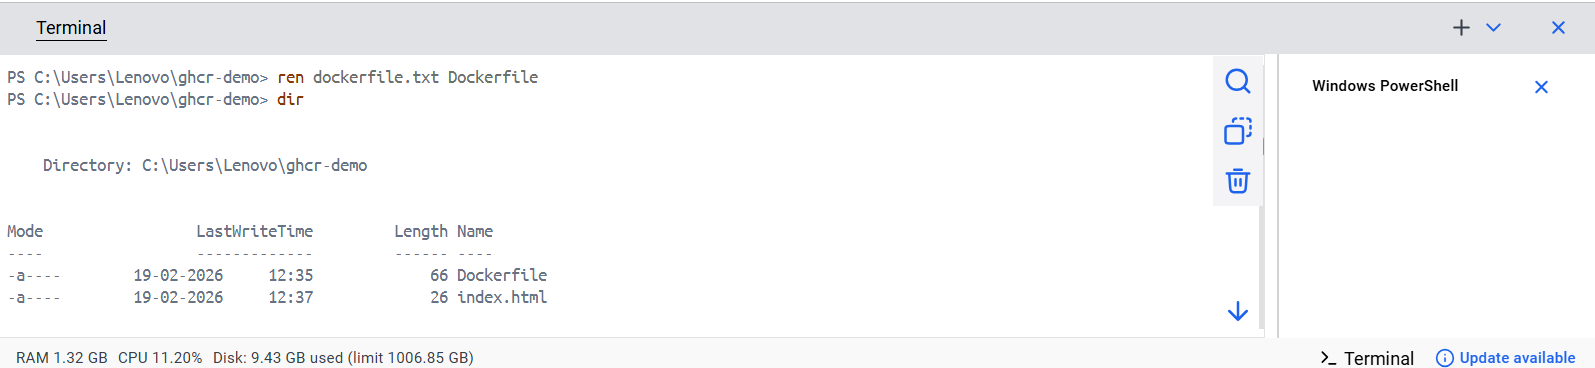 Terminal
PS C:\Users\Lenovo\ghcr-demo> ren dockerfile.txt Dockerfile
PS C:\Users\Lenovo\ghcr-demo> dir
Directory: C:\Users\Lenovo\ghcr-demo
Mode                 LastWriteTime         Length Name
----                 -------------         ------ ----
-a----        19-02-2026     12:35             66 Dockerfile
-a----        19-02-2026     12:37             26 index.html
Windows PowerShell
RAM 1.32 GB  CPU 11.20%  Disk: 9.43 GB used (limit 1006.85 GB)
>_ Terminal
Update available